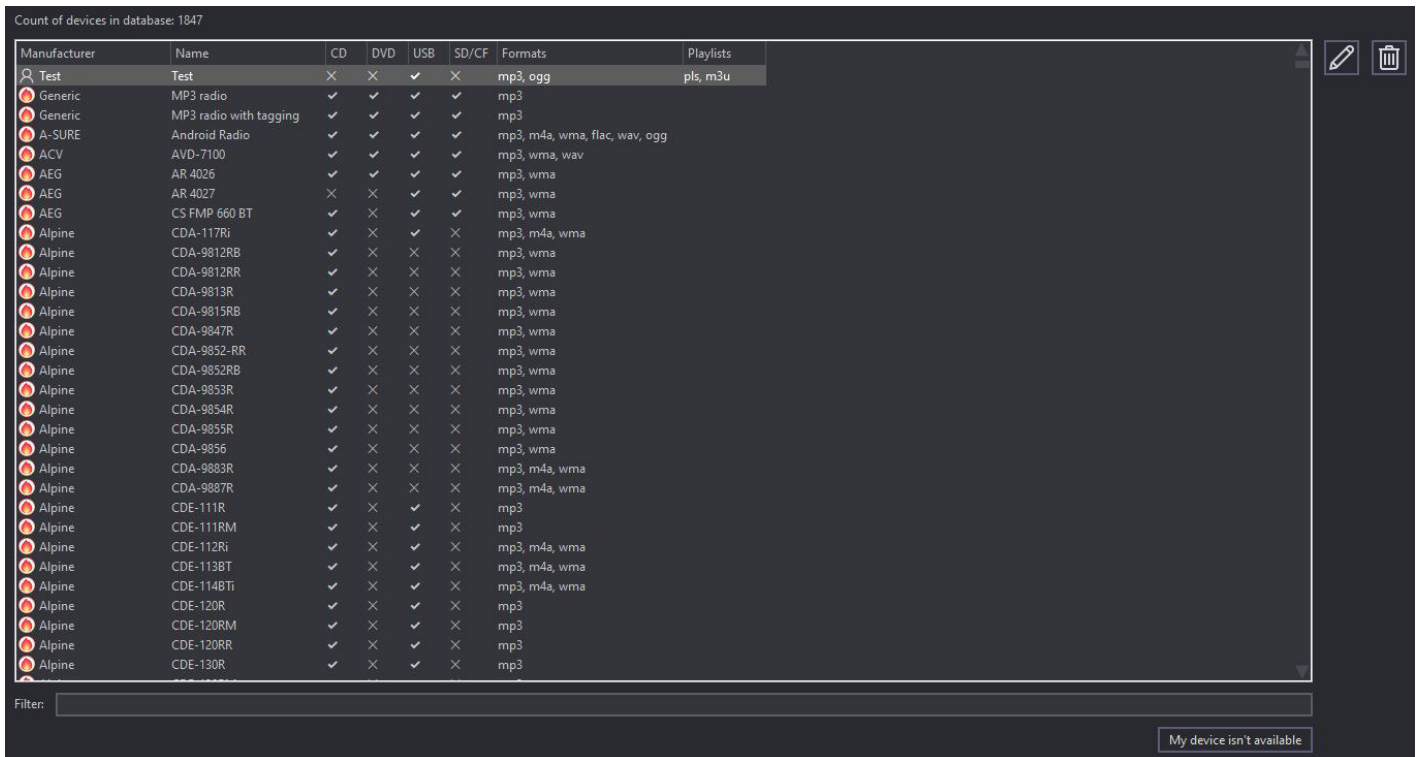 Count of devices in database: 1847
Manufacturer Name CD DVD USB SD/CF Formats Playlists
Test Test mp3, ogg pls, m3u
Generic MP3 radio mp3
Generic MP3 radio with tagging mp3
A-SURE Android Radio mp3, m4a, wma, flac, wav, ogg
ACV AVD-7100 mp3, wma, wav
AEG AR 4026 mp3, wma
AEG AR 4027 mp3, wma
AEG CS FMP 660 BT mp3, wma
Alpine CDA-117Ri mp3, m4a, wma
Alpine CDA-9812RB mp3, wma
Alpine CDA-9812RR mp3, wma
Alpine CDA-9813R mp3, wma
Alpine CDA-9815RB mp3, wma
Alpine CDA-9847R mp3, wma
Alpine CDA-9852-RR mp3, wma
Alpine CDA-9852RB mp3, wma
Alpine CDA-9853R mp3, wma
Alpine CDA-9854R mp3, wma
Alpine CDA-9855R mp3, wma
Alpine CDA-9856 mp3, wma
Alpine CDA-9883R mp3, m4a, wma
Alpine CDA-9887R mp3, m4a, wma
Alpine CDE-111R mp3
Alpine CDE-111RM mp3
Alpine CDE-112Ri mp3, m4a, wma
Alpine CDE-113BT mp3, m4a, wma
Alpine CDE-114BTi mp3, m4a, wma
Alpine CDE-120R mp3
Alpine CDE-120RM mp3
Alpine CDE-120RR mp3
Alpine CDE-130R mp3
Filter:
My device isn't available